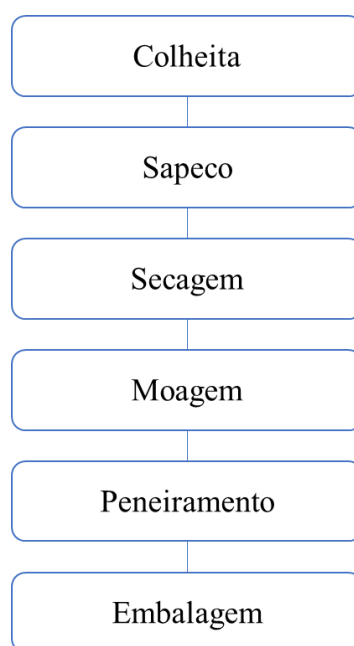 Colheita
Sapeco
Secagem
Moagem
Peneiramento
Embalagem